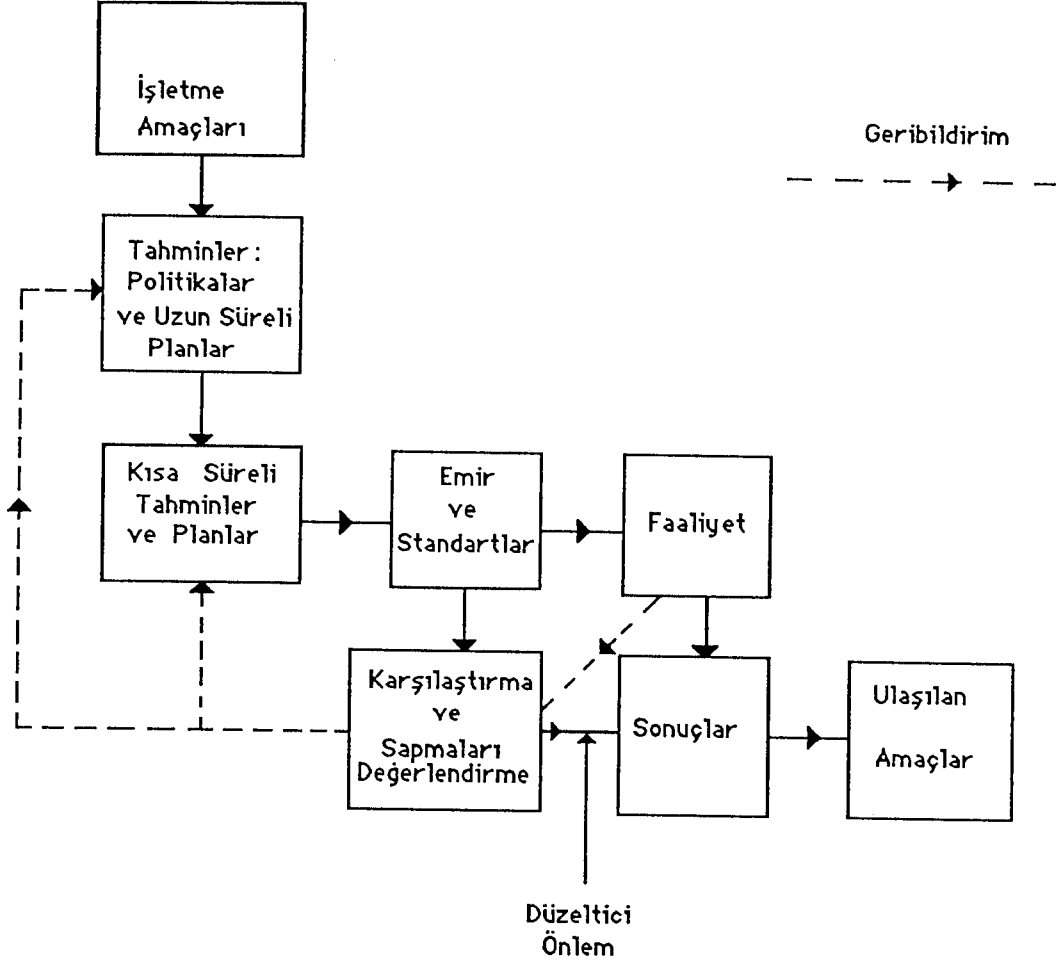 İşletme
Amaçları
Geribildirim
Tahminler:
Politikalar
ve Uzun Süreli
Planlar
Kısa Süreli
Tahminler
ve Planlar
Emir
ve
Standartlar
Faaliyet
Karşılaştırma
ve
Sapmaları
Değerlendirme
Sonuçlar
Ulaşılan
Amaçlar
Düzeltici
Önlem